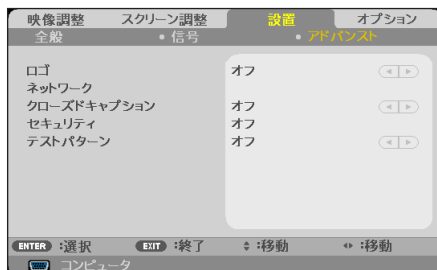 映像調整 スクリーン調整 設置 オプション
全般 ● 信号 ● アドバンスト
ロゴ オフ
ネットワーク
クローズドキャプション オフ
セキュリティ オフ
テストパターン オフ
ENTER :選択 EXIT :終了 :移動 :移動
コンピュータ